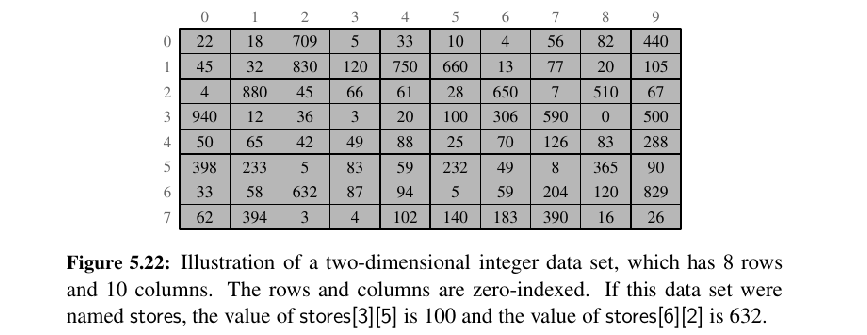 0 1 2 3 4 5 6 7 8 9
0 22 18 709 5 33 10 4 56 82 440
1 45 32 830 120 750 660 13 77 20 105
2 4 880 45 66 61 28 650 7 510 67
3 940 12 36 3 20 100 306 590 0 500
4 50 65 42 49 88 25 70 126 83 288
5 398 233 5 83 59 232 49 8 365 90
6 33 58 632 87 94 5 59 204 120 829
7 62 394 3 4 102 140 183 390 16 26
Figure 5.22: Illustration of a two-dimensional integer data set, which has 8 rows
and 10 columns. The rows and columns are zero-indexed. If this data set were
named stores, the value of stores[3][5] is 100 and the value of stores[6][2] is 632.